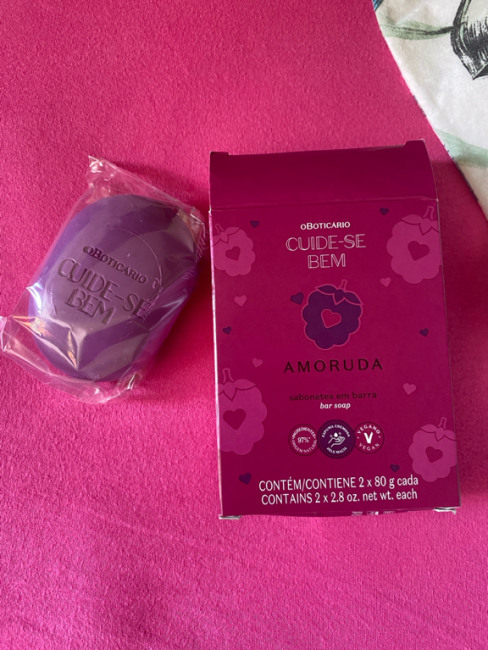 oBOTICÁRIO
CUIDE-SE
BEM
oBOTICÁRIO
CUIDE-SE
BEM
AMORUDA
sabonetes em barra
bar soap
97%*
VEGANO
VEGAN
CONTÉM/CONTIENE 2 x 80 g cada
CONTAINS 2 x 2.8 oz. net wt. each